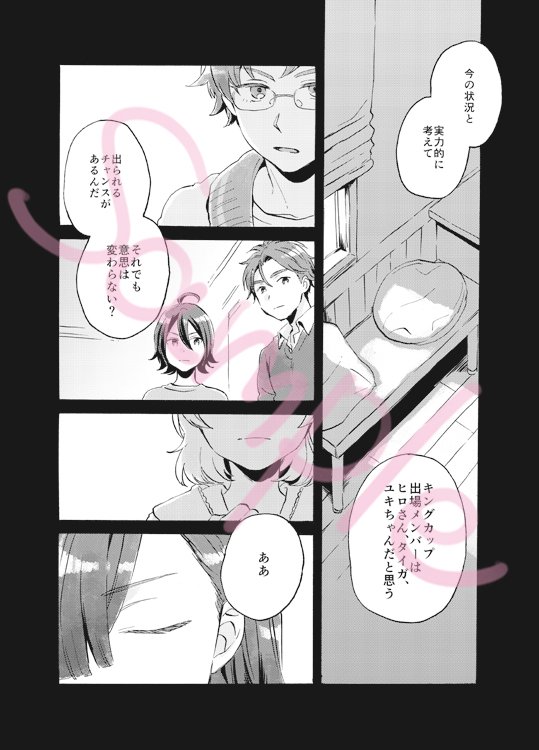 今の状況と
実力的に
考えて
キングカップ
出場メンバーは
ヒロさん、タイガ、
ユキちゃんだと思う
出られる
チャンスが
あるんだ
それでも
意思は
変わらない？
ああ
Sample